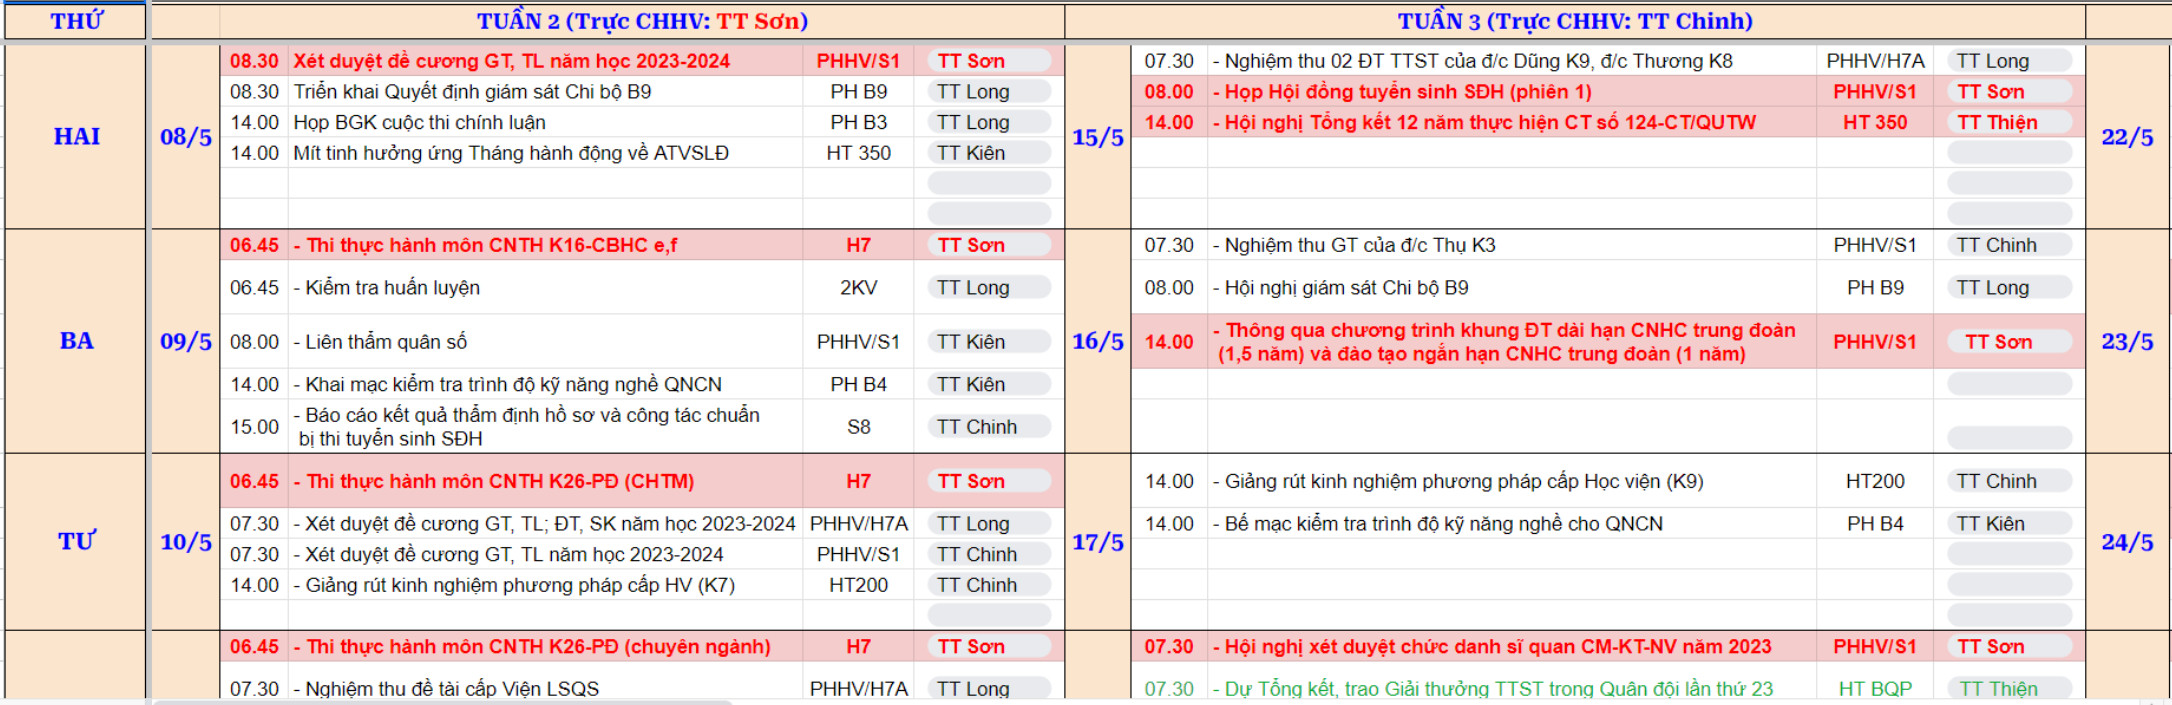 THỨ TUẦN 2 (Trực CHHV: TT Sơn) TUẦN 3 (Trực CHHV: TT Chinh)
HAI 08/5
08.30 Xét duyệt đề cương GT, TL năm học 2023-2024 PHHV/S1 TT Sơn
08.30 Triển khai Quyết định giám sát Chi bộ B9 PH B9 TT Long
14.00 Họp BGK cuộc thi chính luận PH B3 TT Long
14.00 Mít tinh hưởng ứng Tháng hành động về ATVSLĐ HT 350 TT Kiên
15/5
07.30 - Nghiệm thu 02 ĐT TTST của đ/c Dũng K9, đ/c Thương K8 PHHV/H7A TT Long
08.00 - Họp Hội đồng tuyển sinh SĐH (phiên 1) PHHV/S1 TT Sơn
14.00 - Hội nghị Tổng kết 12 năm thực hiện CT số 124-CT/QUTW HT 350 TT Thiện
22/5
BA 09/5
06.45 - Thi thực hành môn CNTH K16-CBHC e,f H7 TT Sơn
06.45 - Kiểm tra huấn luyện 2KV TT Long
08.00 - Liên thẩm quân số PHHV/S1 TT Kiên
14.00 - Khai mạc kiểm tra trình độ kỹ năng nghề QNCN PH B4 TT Kiên
15.00 - Báo cáo kết quả thẩm định hồ sơ và công tác chuẩn
bị thi tuyển sinh SĐH S8 TT Chinh
16/5
07.30 - Nghiệm thu GT của đ/c Thụ K3 PHHV/S1 TT Chinh
08.00 - Hội nghị giám sát Chi bộ B9 PH B9 TT Long
14.00 - Thông qua chương trình khung ĐT dài hạn CNHC trung đoàn
(1,5 năm) và đào tạo ngắn hạn CNHC trung đoàn (1 năm) PHHV/S1 TT Sơn
23/5
TƯ 10/5
06.45 - Thi thực hành môn CNTH K26-PĐ (CHTM) H7 TT Sơn
07.30 - Xét duyệt đề cương GT, TL; ĐT, SK năm học 2023-2024 PHHV/H7A TT Long
07.30 - Xét duyệt đề cương GT, TL năm học 2023-2024 PHHV/S1 TT Chinh
14.00 - Giảng rút kinh nghiệm phương pháp cấp HV (K7) HT200 TT Chinh
17/5
14.00 - Giảng rút kinh nghiệm phương pháp cấp Học viện (K9) HT200 TT Chinh
14.00 - Bế mạc kiểm tra trình độ kỹ năng nghề cho QNCN PH B4 TT Kiên
24/5
06.45 - Thi thực hành môn CNTH K26-PĐ (chuyên ngành) H7 TT Sơn
07.30 - Nghiệm thu đề tài cấp Viện LSQS PHHV/H7A TT Long
07.30 - Hội nghị xét duyệt chức danh sĩ quan CM-KT-NV năm 2023 PHHV/S1 TT Sơn
07.30 - Dự Tổng kết, trao Giải thưởng TTST trong Quân đội lần thứ 23 HT BQP TT Thiện